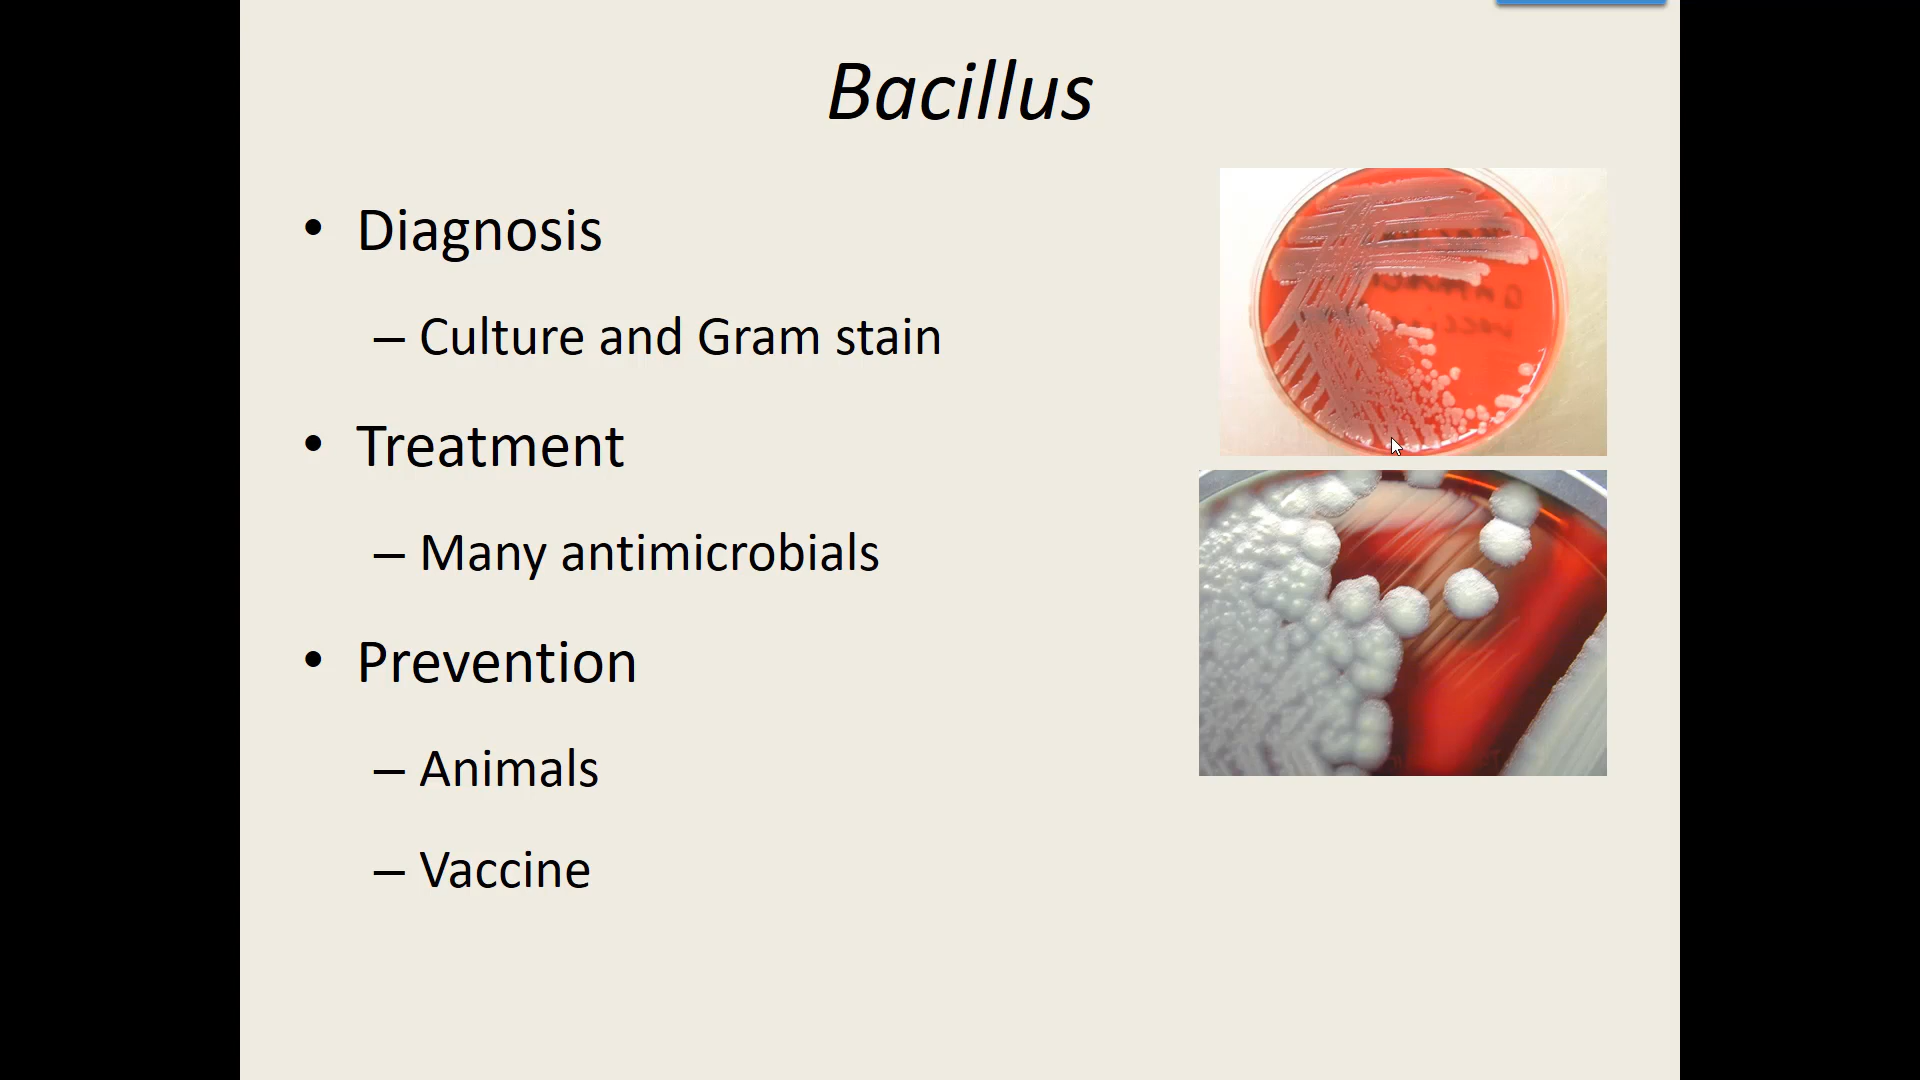 Bacillus
• Diagnosis
– Culture and Gram stain
• Treatment
– Many antimicrobials
• Prevention
– Animals
– Vaccine